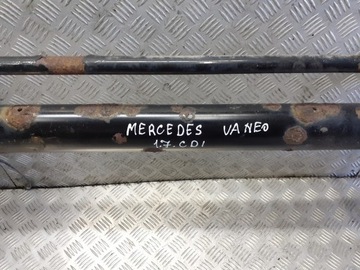 MERCEDES VANEO
1.7. CDI